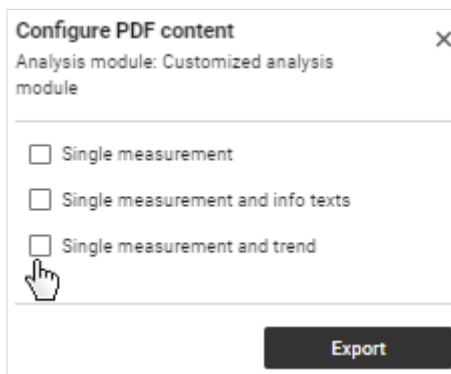 Configure PDF content
Analysis module: Customized analysis
module
Single measurement
Single measurement and info texts
Single measurement and trend
Export